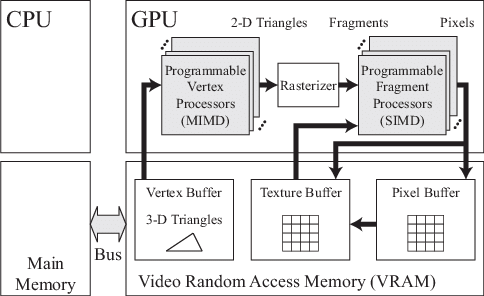 CPU
GPU
2-D Triangles
Fragments
Pixels
Programmable
Vertex
Processors
(MIMD)
Rasterizer
Programmable
Fragment
Processors
(SIMD)
Vertex Buffer
3-D Triangles
Texture Buffer
Pixel Buffer
Bus
Main
Memory
Video Random Access Memory (VRAM)